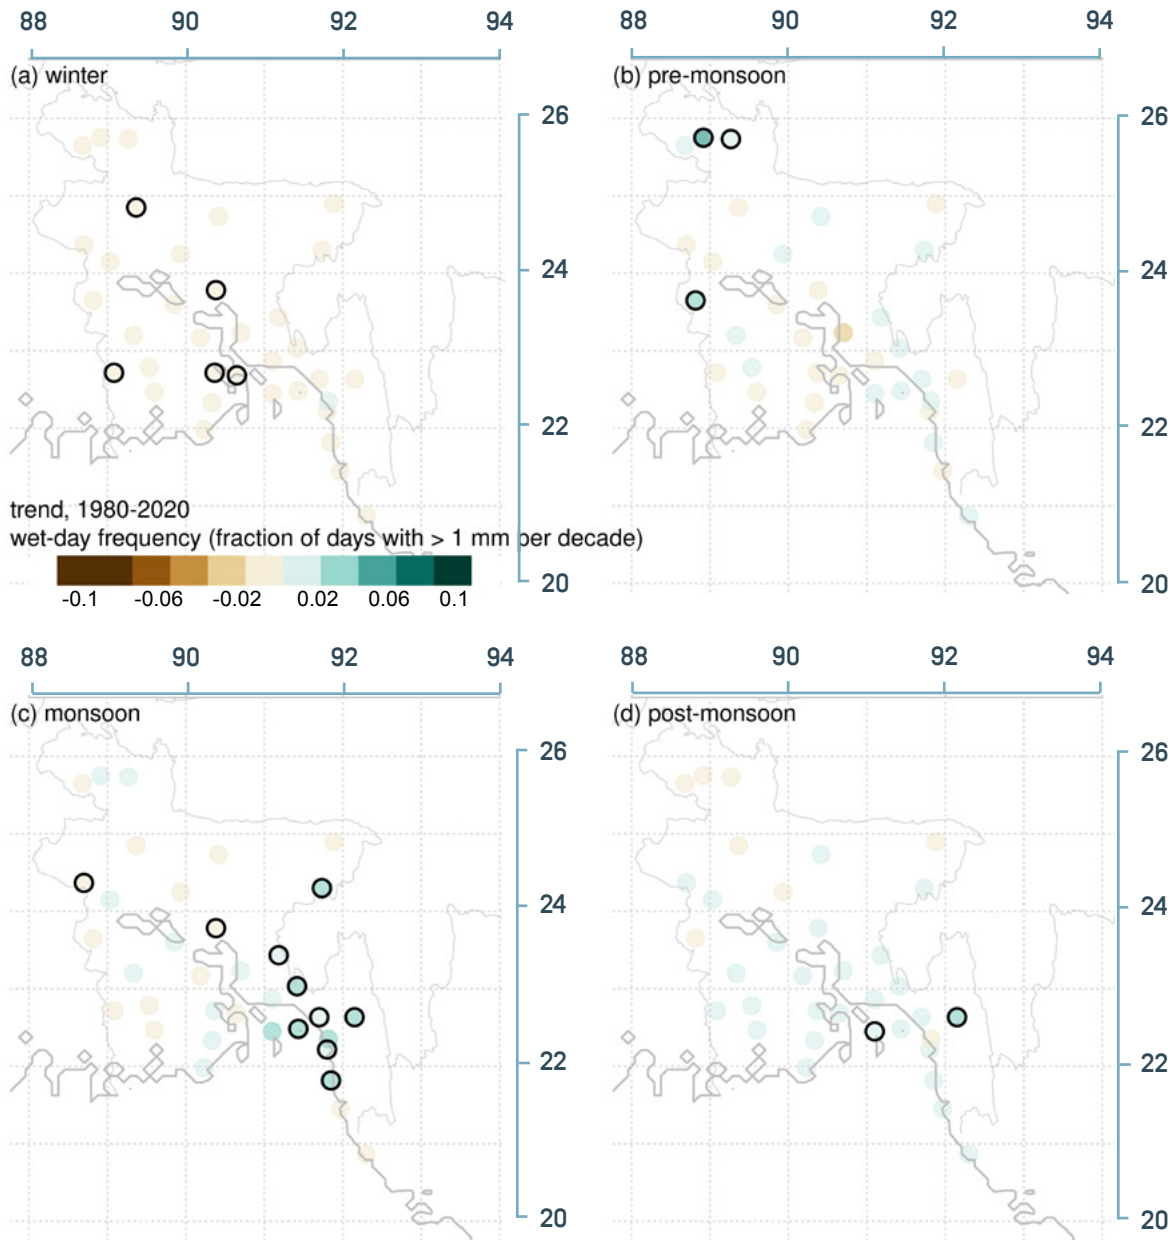 88 90 92 94 88 90 92 94
(a) winter (b) pre-monsoon
26 26
24 24
22 22
trend, 1980-2020
wet-day frequency (fraction of days with > 1 mm per decade)
20 20
-0.1 -0.06 -0.02 0.02 0.06 0.1
88 90 92 94 88 90 92 94
(c) monsoon (d) post-monsoon
26 26
24 24
22 22
20 20